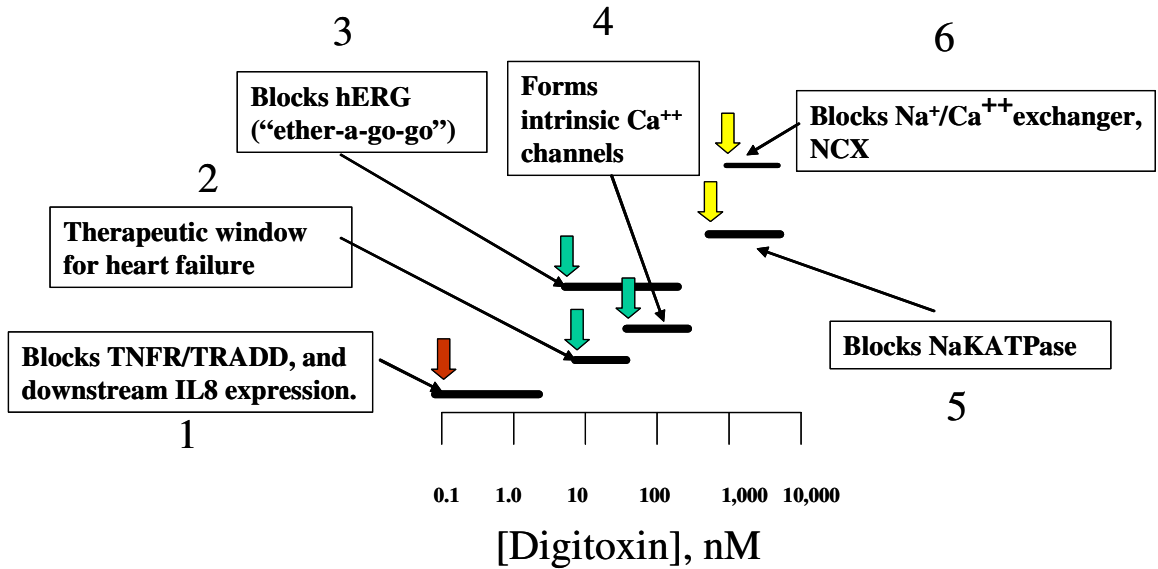 3
4
6
Blocks hERG
(“ether-a-go-go”)
Forms
intrinsic Ca++
channels
Blocks Na+/Ca++exchanger,
NCX
2
Therapeutic window
for heart failure
Blocks TNFR/TRADD, and
downstream IL8 expression.
1
Blocks NaKATPase
5
0.1 1.0 10 100 1,000 10,000
[Digitoxin], nM